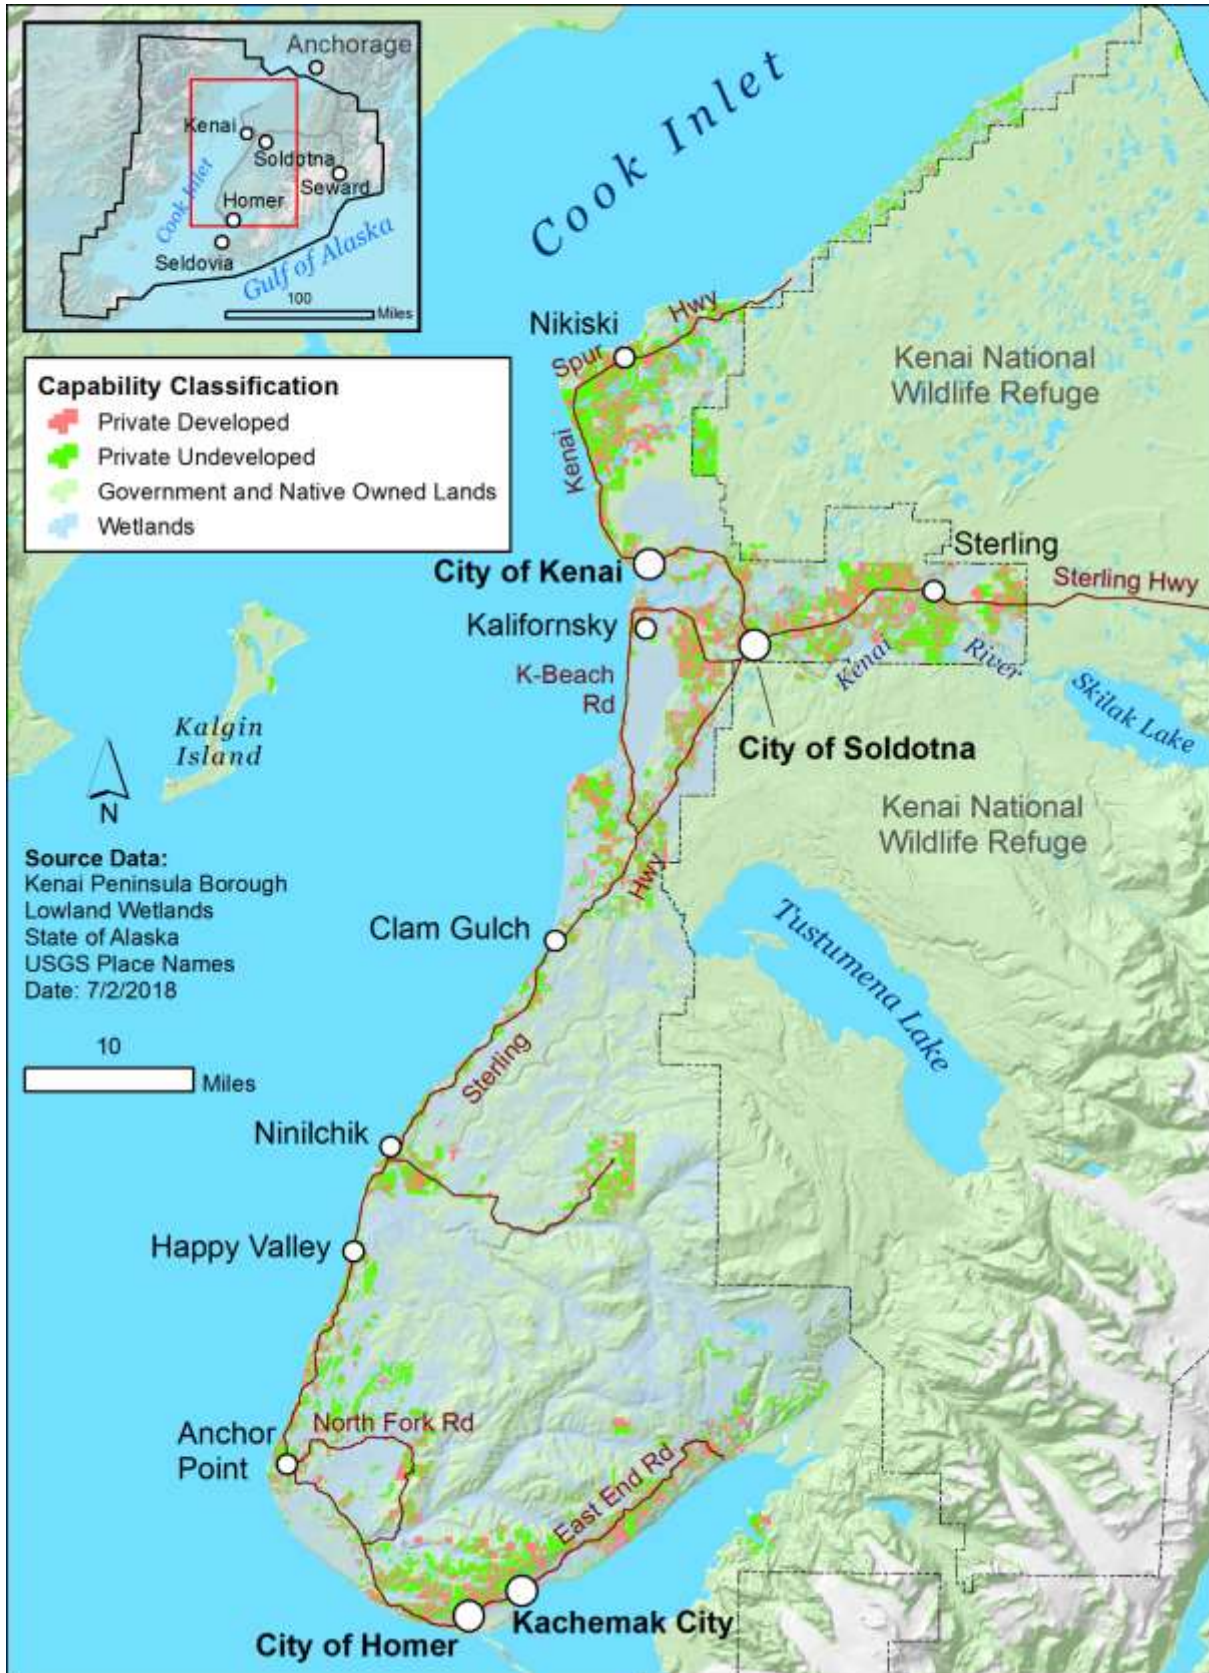 Anchorage
Kenai
Soldotna
Seward
Cook Inlet
Homer
Seldovia
Gulf of Alaska
100
Miles
Cook Inlet
Capability Classification
Private Developed
Private Undeveloped
Government and Native Owned Lands
Wetlands
Nikiski
Kenai
Spur
Hwy
Kenai National
Wildlife Refuge
City of Kenai
Sterling
Sterling Hwy
Kalifornsky
K-Beach
Rd
Kenai
River
Skilak Lake
City of Soldotna
Kalgin
Island
N
Kenai National
Wildlife Refuge
Source Data:
Kenai Peninsula Borough
Lowland Wetlands
State of Alaska
USGS Place Names
Date: 7/2/2018
10
Miles
Clam Gulch
Sterling
Hwy
Tustumena Lake
Ninilchik
Happy Valley
Anchor
Point
North Fork Rd
East End Rd
Kachemak City
City of Homer